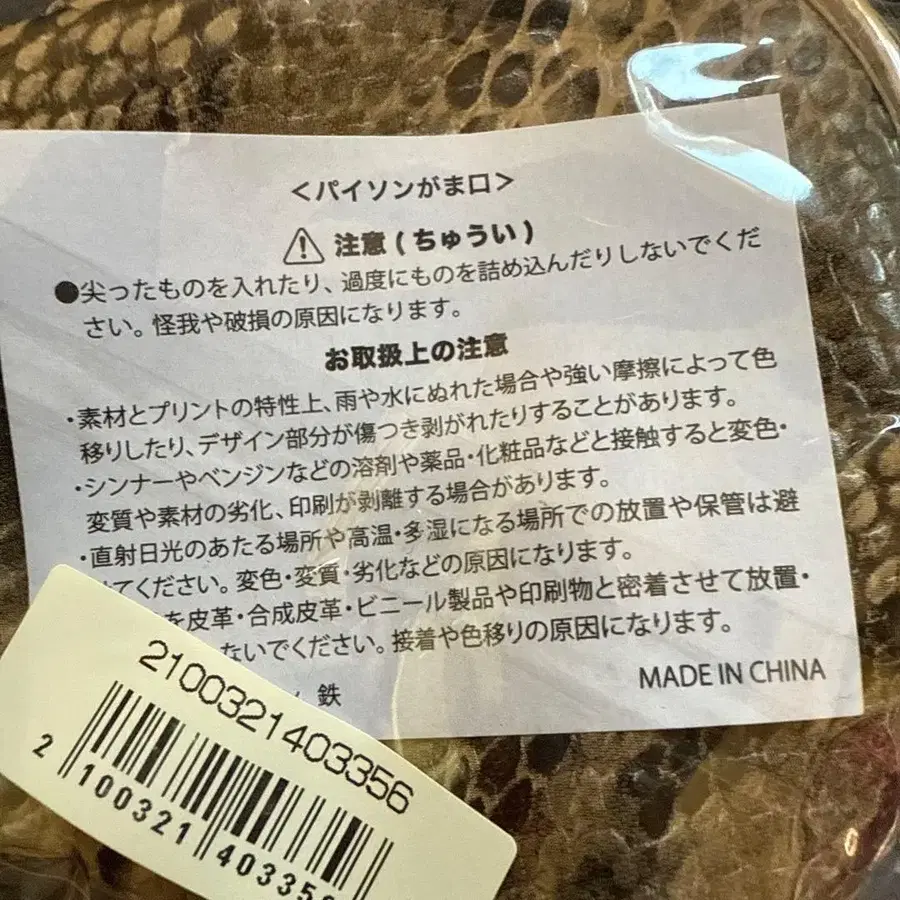 <パイソンがま口>
注意(ちゅうい)
●尖ったものを入れたり、過度にものを詰め込んだりしないでくだ
さい。怪我や破損の原因になります。
お取扱上の注意
・素材とプリントの特性上、雨や水にぬれた場合や強い摩擦によって色
移りしたり、デザイン部分が傷つき剥がれたりすることがあります。
・シンナーやベンジンなどの溶剤や薬品・化粧品などと接触すると変色・
変質や素材の劣化、印刷が剥離する場合があります。
・直射日光のあたる場所や高温・多湿になる場所での放置や保管は避
けてください。変色・変質・劣化などの原因になります。
を皮革・合成皮革・ビニール製品や印刷物と密着させて放置・
ないでください。接着や色移りの原因になります。
鉄
MADE IN CHINA
2100321403356
2 100321 40335